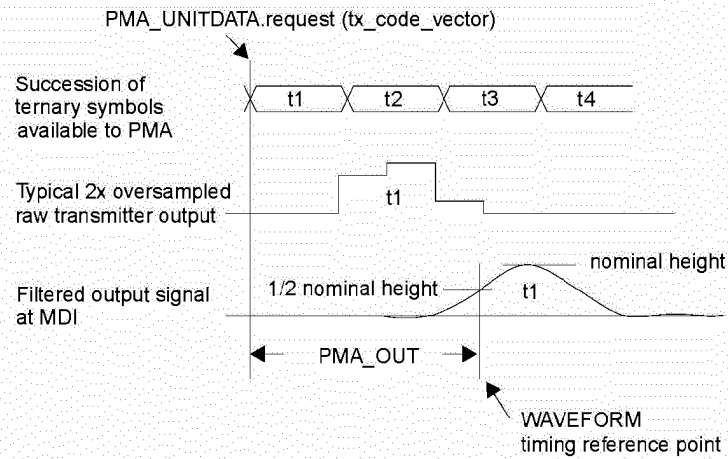 PMA_UNITDATA.request (tx_code_vector)
Succession of
ternary symbols
available to PMA
t1 t2 t3 t4
Typical 2x oversampled
raw transmitter output
t1
nominal height
1/2 nominal height
t1
Filtered output signal
at MDI
PMA_OUT
WAVEFORM
timing reference point